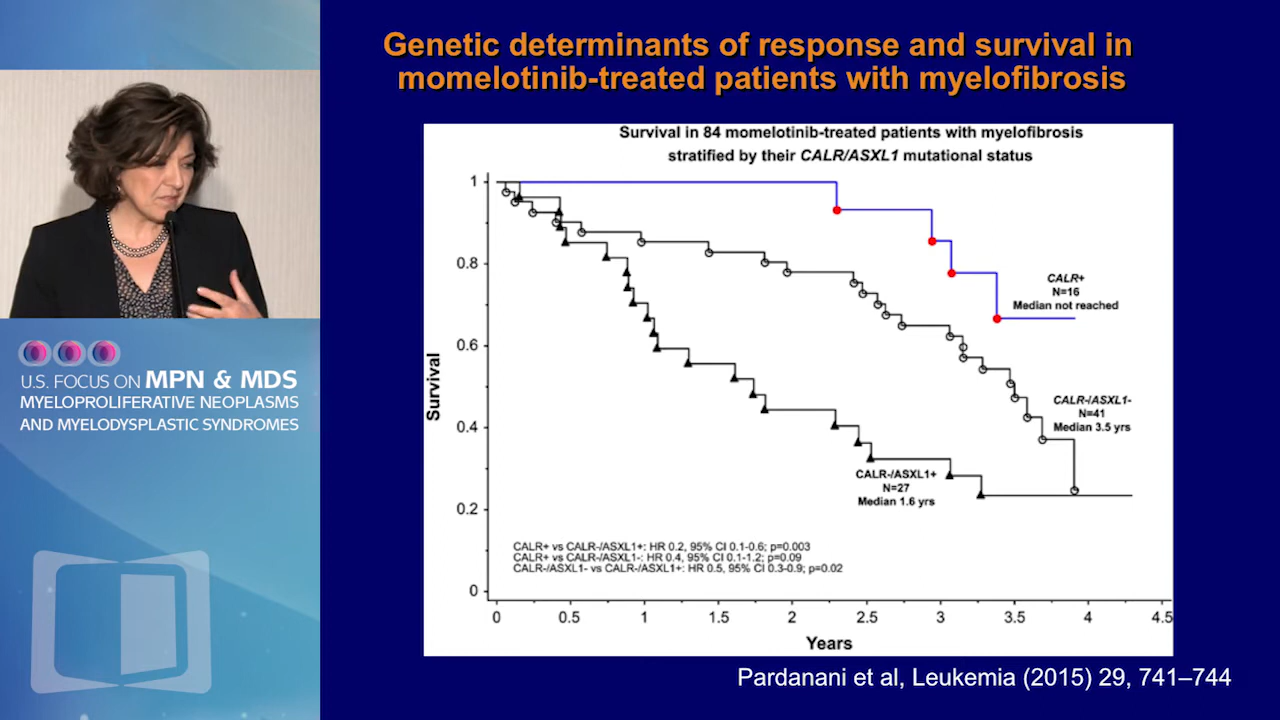 Genetic determinants of response and survival in
momelotinib-treated patients with myelofibrosis
Survival in 84 momelotinib-treated patients with myelofibrosis
stratified by their CALR/ASXL1 mutational status
1
0.8
0.6
0.4
0.2
0
Survival
CALR+
N=16
Median not reached
CALR-/ASXL1-
N=41
Median 3.5 yrs
CALR-/ASXL1+
N=27
Median 1.6 yrs
CALR+ vs CALR-/ASXL1+: HR 0.2, 95% CI 0.1-0.6; p=0.003
CALR+ vs CALR-/ASXL1-: HR 0.4, 95% CI 0.1-1.2; p=0.09
CALR-/ASXL1- vs CALR-/ASXL1+: HR 0.5, 95% CI 0.3-0.9; p=0.02
0 0.5 1 1.5 2 2.5 3 3.5 4 4.5
Years
Pardanani et al, Leukemia (2015) 29, 741–744
U.S. FOCUS ON MPN & MDS
MYELOPROLIFERATIVE NEOPLASMS
AND MYELODYSPLASTIC SYNDROMES